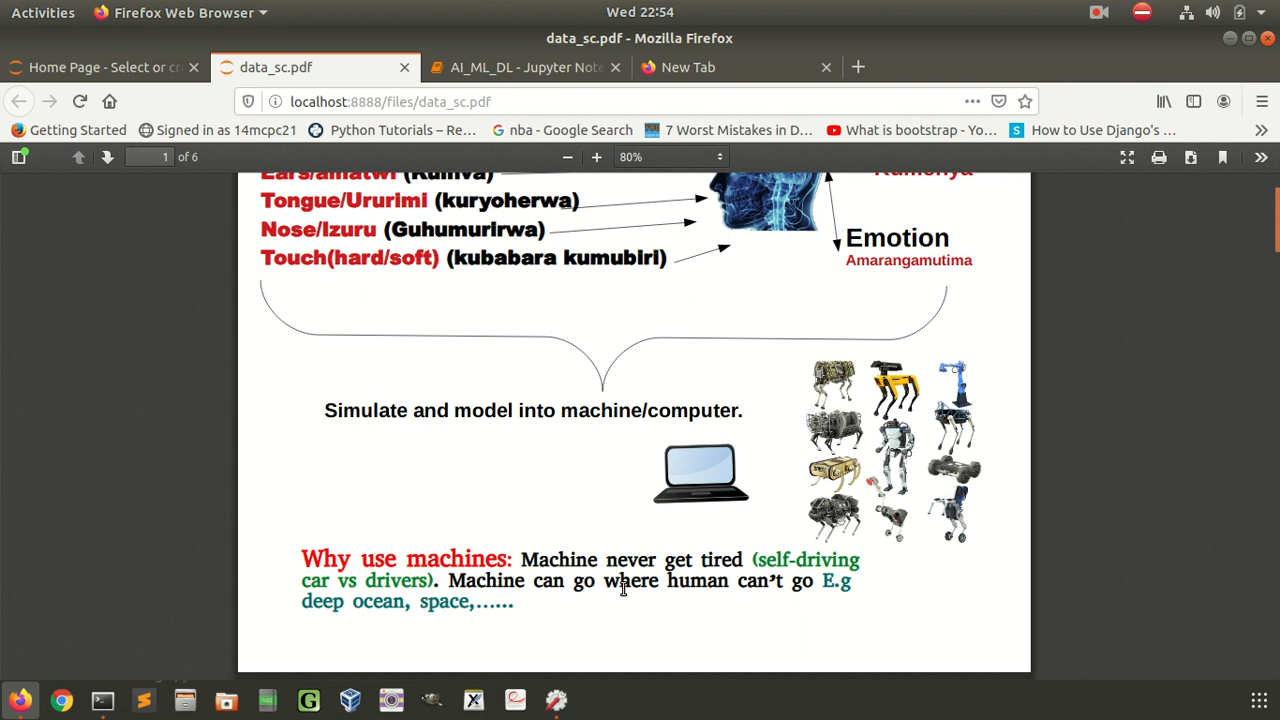 Activities Firefox Web Browser Wed 22:54
data_sc.pdf - Mozilla Firefox
Home Page - Select or cr data_sc.pdf AI_ML_DL - Jupyter Note New Tab
localhost:8888/files/data_sc.pdf
Getting Started Signed in as 14mcpc21 Python Tutorials – Re... nba - Google Search 7 Worst Mistakes in D... What is bootstrap - Yo... How to Use Django's ...
1 of 6 80%
Tongue/Ururimi (kuryoherwa)
Nose/Izuru (Guhumurirwa)
Touch(hard/soft) (kubabara kumubiri)
Emotion
Amarangamutima
Simulate and model into machine/computer.
Why use machines: Machine never get tired (self-driving
car vs drivers). Machine can go where human can't go E.g
deep ocean, space,......